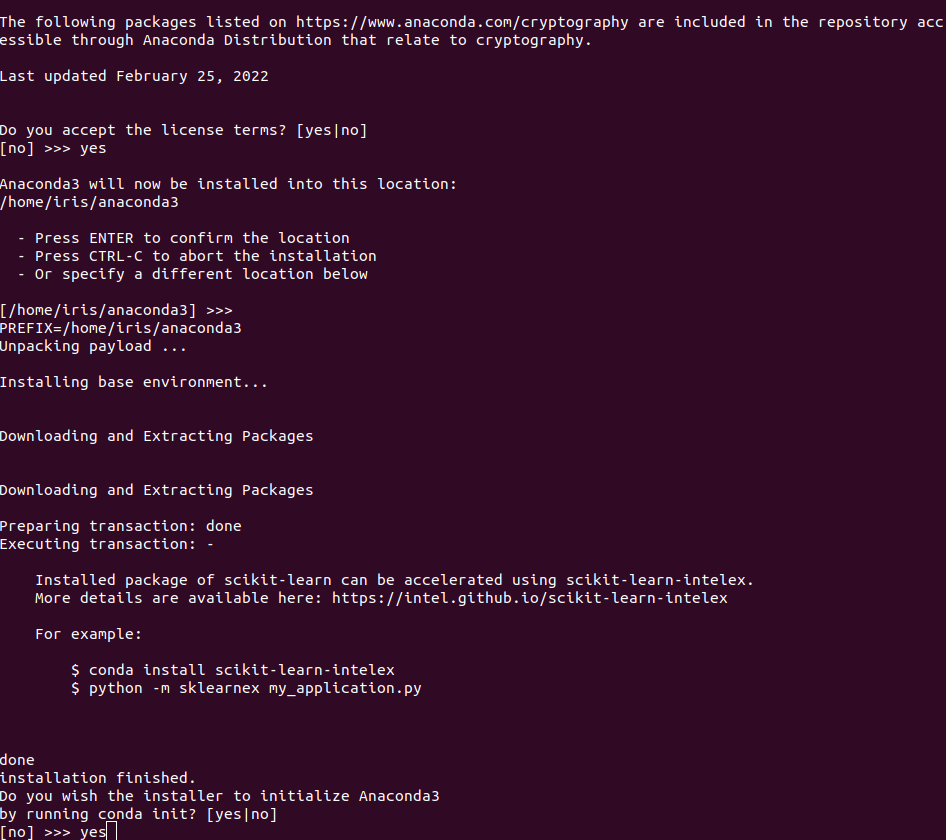 The following packages listed on https://www.anaconda.com/cryptography are included in the repository acc
essible through Anaconda Distribution that relate to cryptography.
Last updated February 25, 2022
Do you accept the license terms? [yes|no]
[no] >>> yes
Anaconda3 will now be installed into this location:
/home/iris/anaconda3
- Press ENTER to confirm the location
- Press CTRL-C to abort the installation
- Or specify a different location below
[/home/iris/anaconda3] >>>
PREFIX=/home/iris/anaconda3
Unpacking payload ...
Installing base environment...
Downloading and Extracting Packages
Downloading and Extracting Packages
Preparing transaction: done
Executing transaction: -
Installed package of scikit-learn can be accelerated using scikit-learn-intelex.
More details are available here: https://intel.github.io/scikit-learn-intelex
For example:
$ conda install scikit-learn-intelex
$ python -m sklearnex my_application.py
done
installation finished.
Do you wish the installer to initialize Anaconda3
by running conda init? [yes|no]
[no] >>> yes